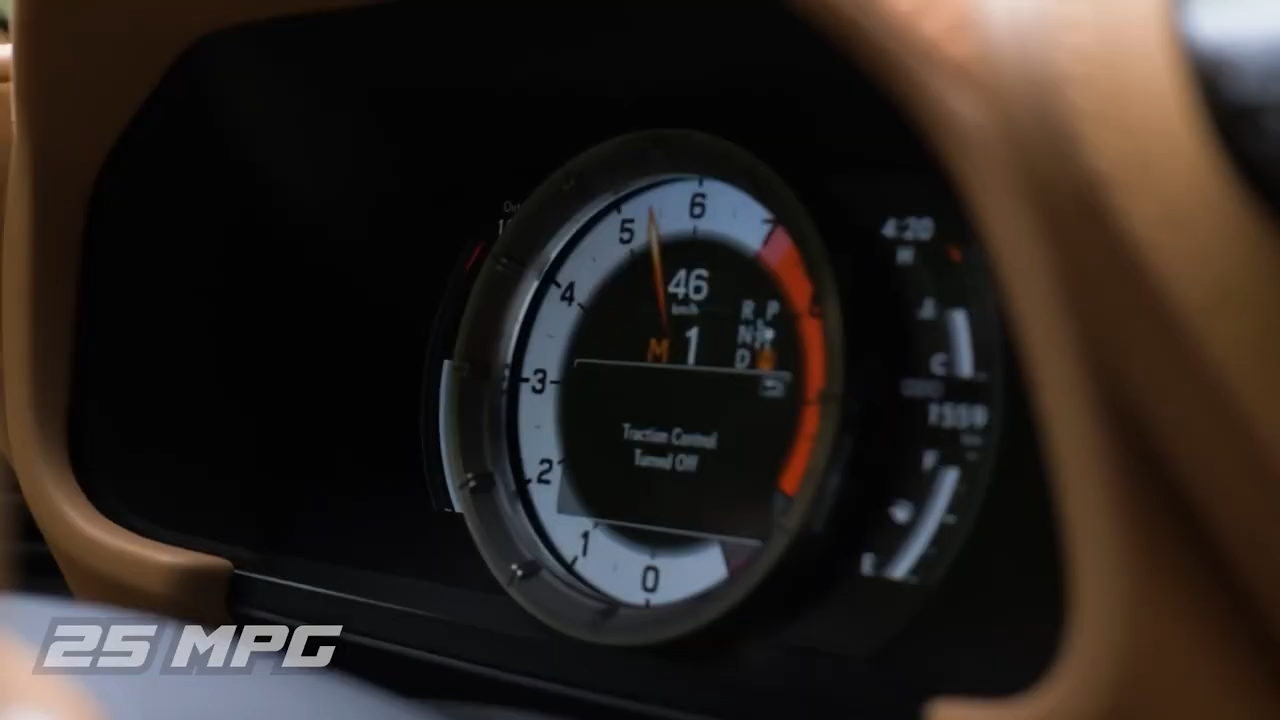 4:20
H
5
6
7
46
km/h
4
R P
N
D
M 1
C
3
Traction Control
Turned Off
1559
F
2
E
1
0
25 MPG